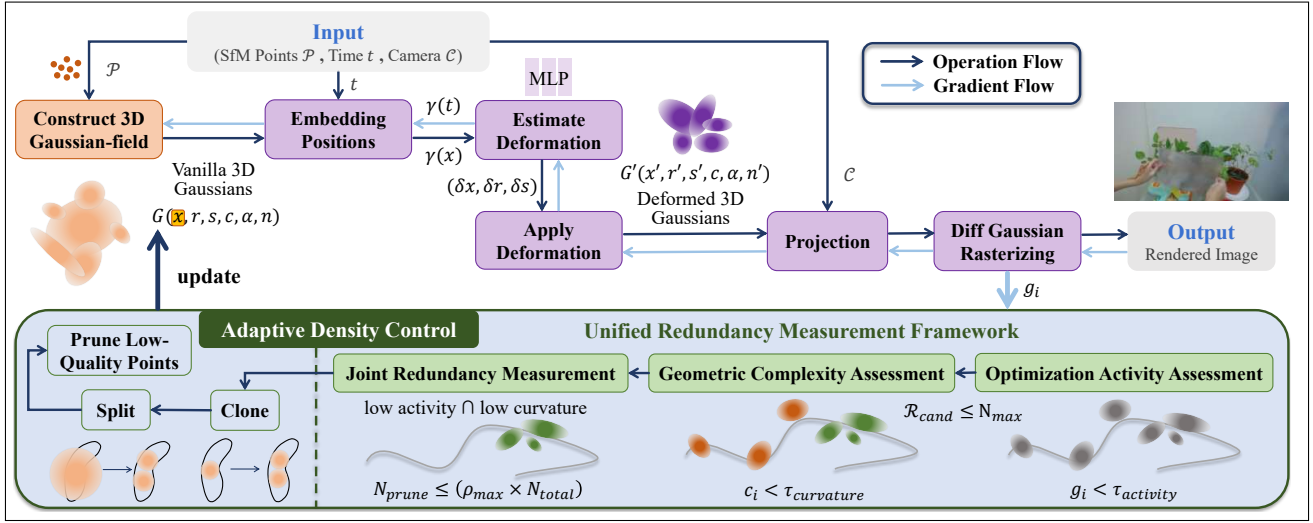 Input
(SfM Points 𝒫 , Time t , Camera 𝒞)
Operation Flow
Gradient Flow
𝒫
t
MLP
Construct 3D
Gaussian-field
Embedding
Positions
γ(t)
γ(x)
Estimate
Deformation
Vanilla 3D
Gaussians
G(x, r, s, c, α, n)
(δx, δr, δs)
G′(x′, r′, s′, c, α, n′)
Deformed 3D
Gaussians
𝒞
Apply
Deformation
Projection
Diff Gaussian
Rasterizing
Output
Rendered Image
update
g_i
Adaptive Density Control
Unified Redundancy Measurement Framework
Prune Low-
Quality Points
Split
Clone
Joint Redundancy Measurement
Geometric Complexity Assessment
Optimization Activity Assessment
low activity ∩ low curvature
ℛ_cand ≤ N_max
N_prune ≤ (ρ_max × N_total)
c_i < τ_curvature
g_i < τ_activity